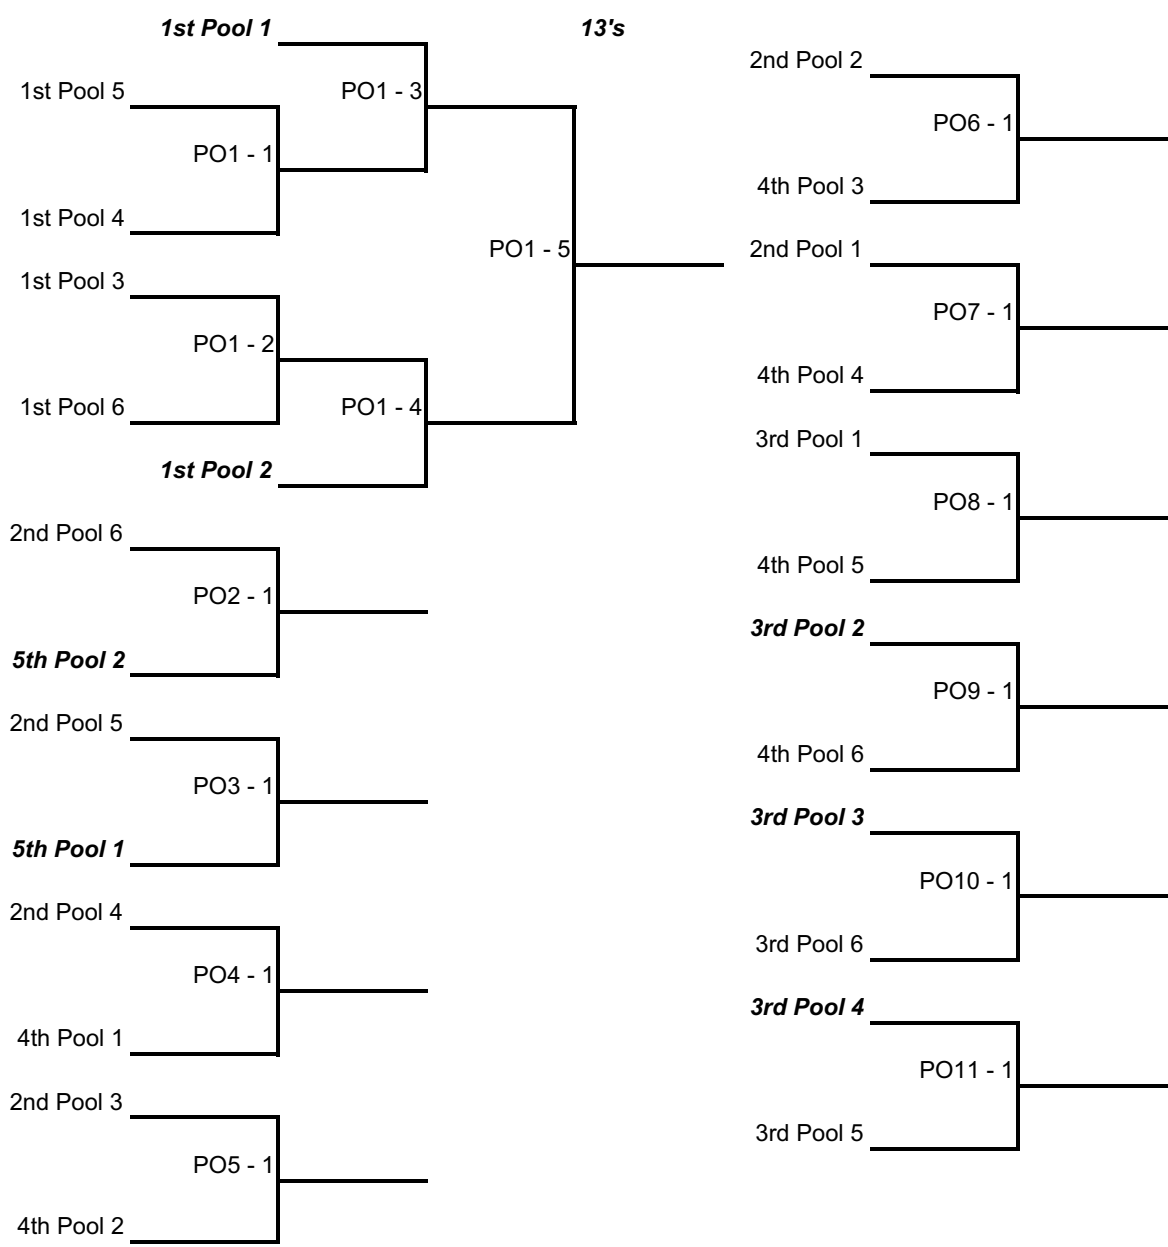 1st Pool 1
13's
1st Pool 5
PO1 - 3
PO1 - 1
1st Pool 4
PO1 - 5
1st Pool 3
PO1 - 2
1st Pool 6
PO1 - 4
1st Pool 2
2nd Pool 6
PO2 - 1
5th Pool 2
2nd Pool 5
PO3 - 1
5th Pool 1
2nd Pool 4
PO4 - 1
4th Pool 1
2nd Pool 3
PO5 - 1
4th Pool 2
2nd Pool 2
PO6 - 1
4th Pool 3
2nd Pool 1
PO7 - 1
4th Pool 4
3rd Pool 1
PO8 - 1
4th Pool 5
3rd Pool 2
PO9 - 1
4th Pool 6
3rd Pool 3
PO10 - 1
3rd Pool 6
3rd Pool 4
PO11 - 1
3rd Pool 5